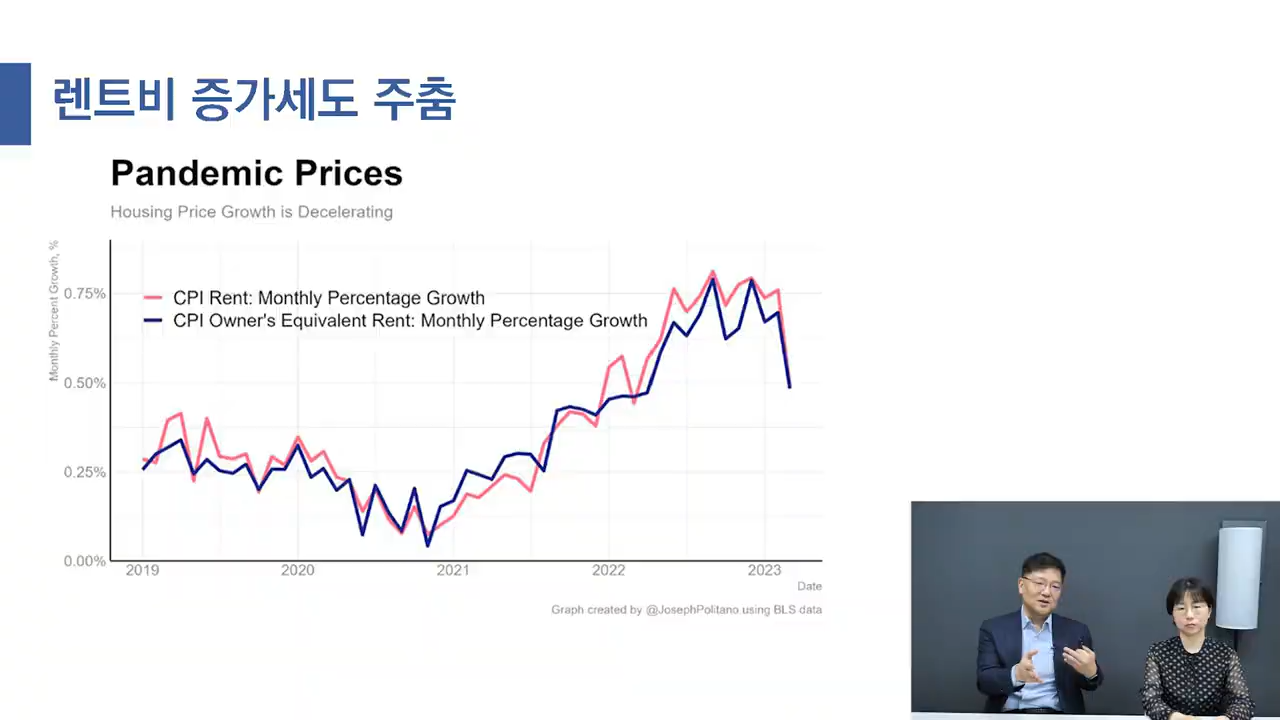 렌트비 증가세도 주춤
Pandemic Prices
Housing Price Growth is Decelerating
Monthly Percent Growth, %
CPI Rent: Monthly Percentage Growth
CPI Owner's Equivalent Rent: Monthly Percentage Growth
0.75%
0.50%
0.25%
0.00%
2019 2020 2021 2022 2023
Date
Graph created by @JosephPolitano using BLS data